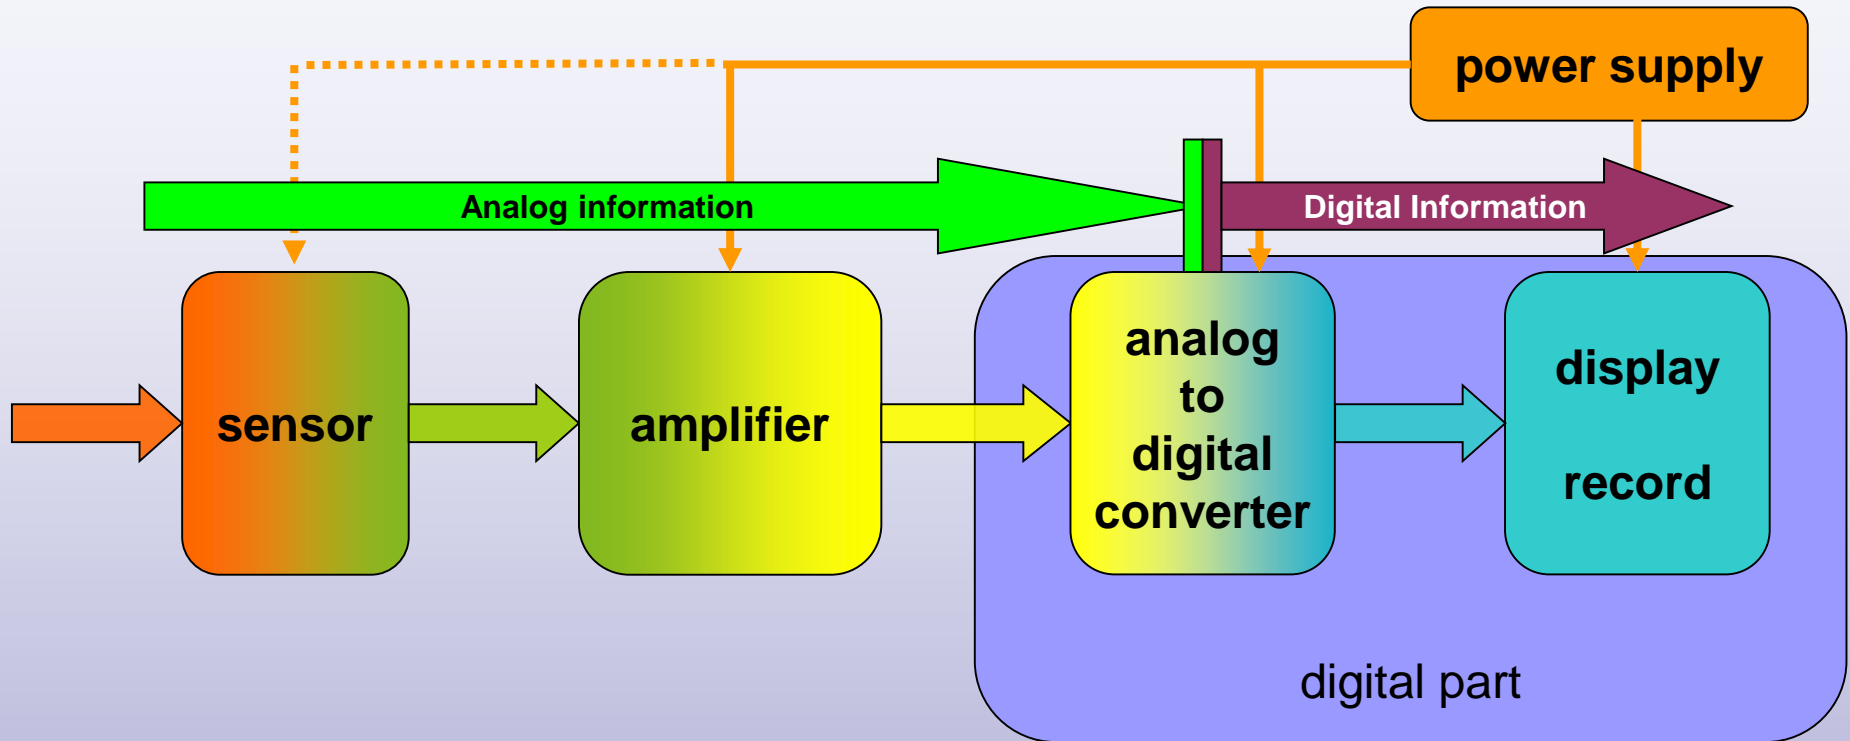 power supply
Analog information
Digital Information
sensor
amplifier
analog
to
digital
converter
display
record
digital part